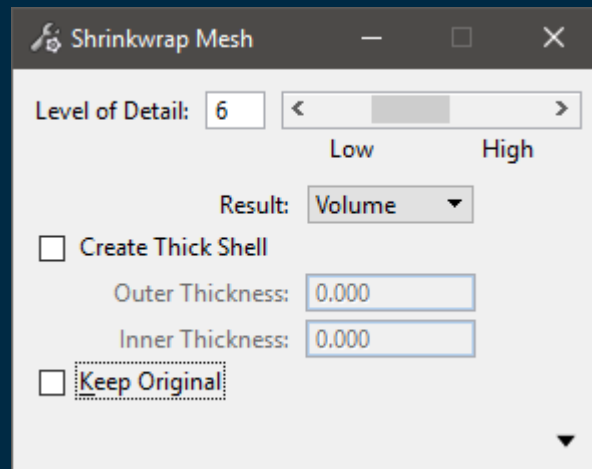 Shrinkwrap Mesh
Level of Detail: 6
Low High
Result: Volume
Create Thick Shell
Outer Thickness: 0.000
Inner Thickness: 0.000
Keep Original